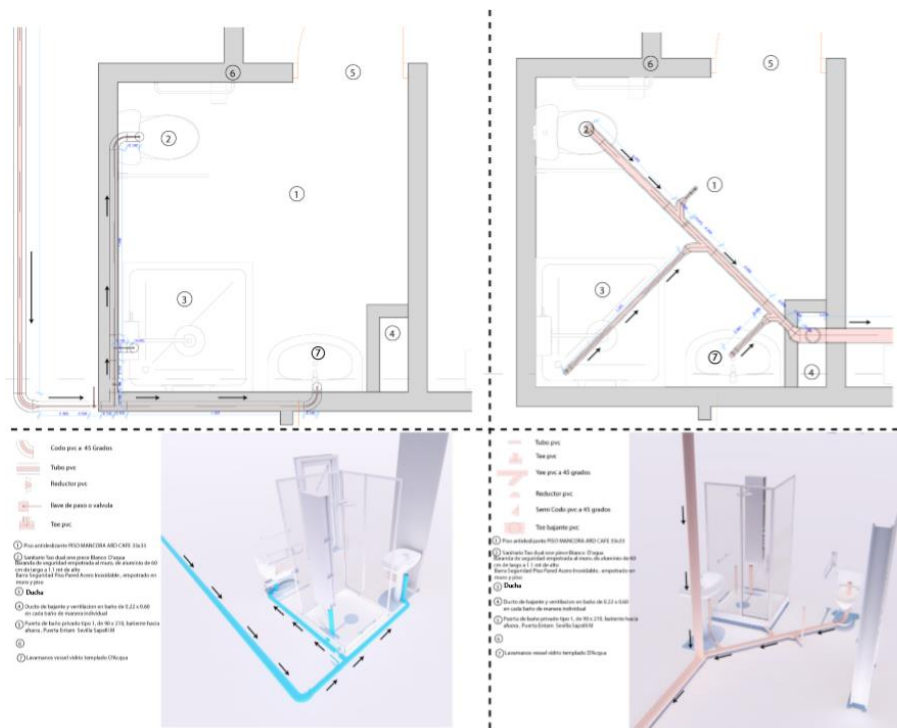 6
5
2
1
3
4
7
6
5
2
1
3
7
4
Codo pvc a 45 Grados
Tubo pvc
Reductor pvc
llave de paso o valvula
Tee pvc
1 Piso antideslizante PISO MANCORA ARD CAFE 33x33
2 Sanitario Tao dual one piece Blanco D'aqua
Baranda de seguridad empotrada al muro, de aluminio de 60
cm de largo a 1.1 mt de alto
Barra Seguridad Piso Pared Acero Inoxidable, empotrado en
muro y piso
3 Ducha
4 Ducto de bajante y ventilacion en baño de 0.22 x 0.60
en cada baño de manera individual
5 Puerta de baño privado tipo 1, de 90 x 210, batiente hacia
afuera, Puerta Entam Sevilla Sapelli M
6
7 Lavamanos vessel vidrio templado D'Acqua
Tubo pvc
Tee pvc
Yee pvc a 45 grados
Reductor pvc
Semi Codo pvc a 45 grados
Tee bajante pvc
1 Piso antideslizante PISO MANCORA ARD CAFE 33x33
2 Sanitario Tao dual one piece Blanco D'aqua
Baranda de seguridad empotrada al muro, de aluminio de 60
cm de largo a 1.1 mt de alto
Barra Seguridad Piso Pared Acero Inoxidable, empotrado en
muro y piso
3 Ducha
4 Ducto de bajante y ventilacion en baño de 0.22 x 0.60
en cada baño de manera individual
5 Puerta de baño privado tipo 1, de 90 x 210, batiente hacia
afuera, Puerta Entam Sevilla Sapelli M
6
7 Lavamanos vessel vidrio templado D'Acqua